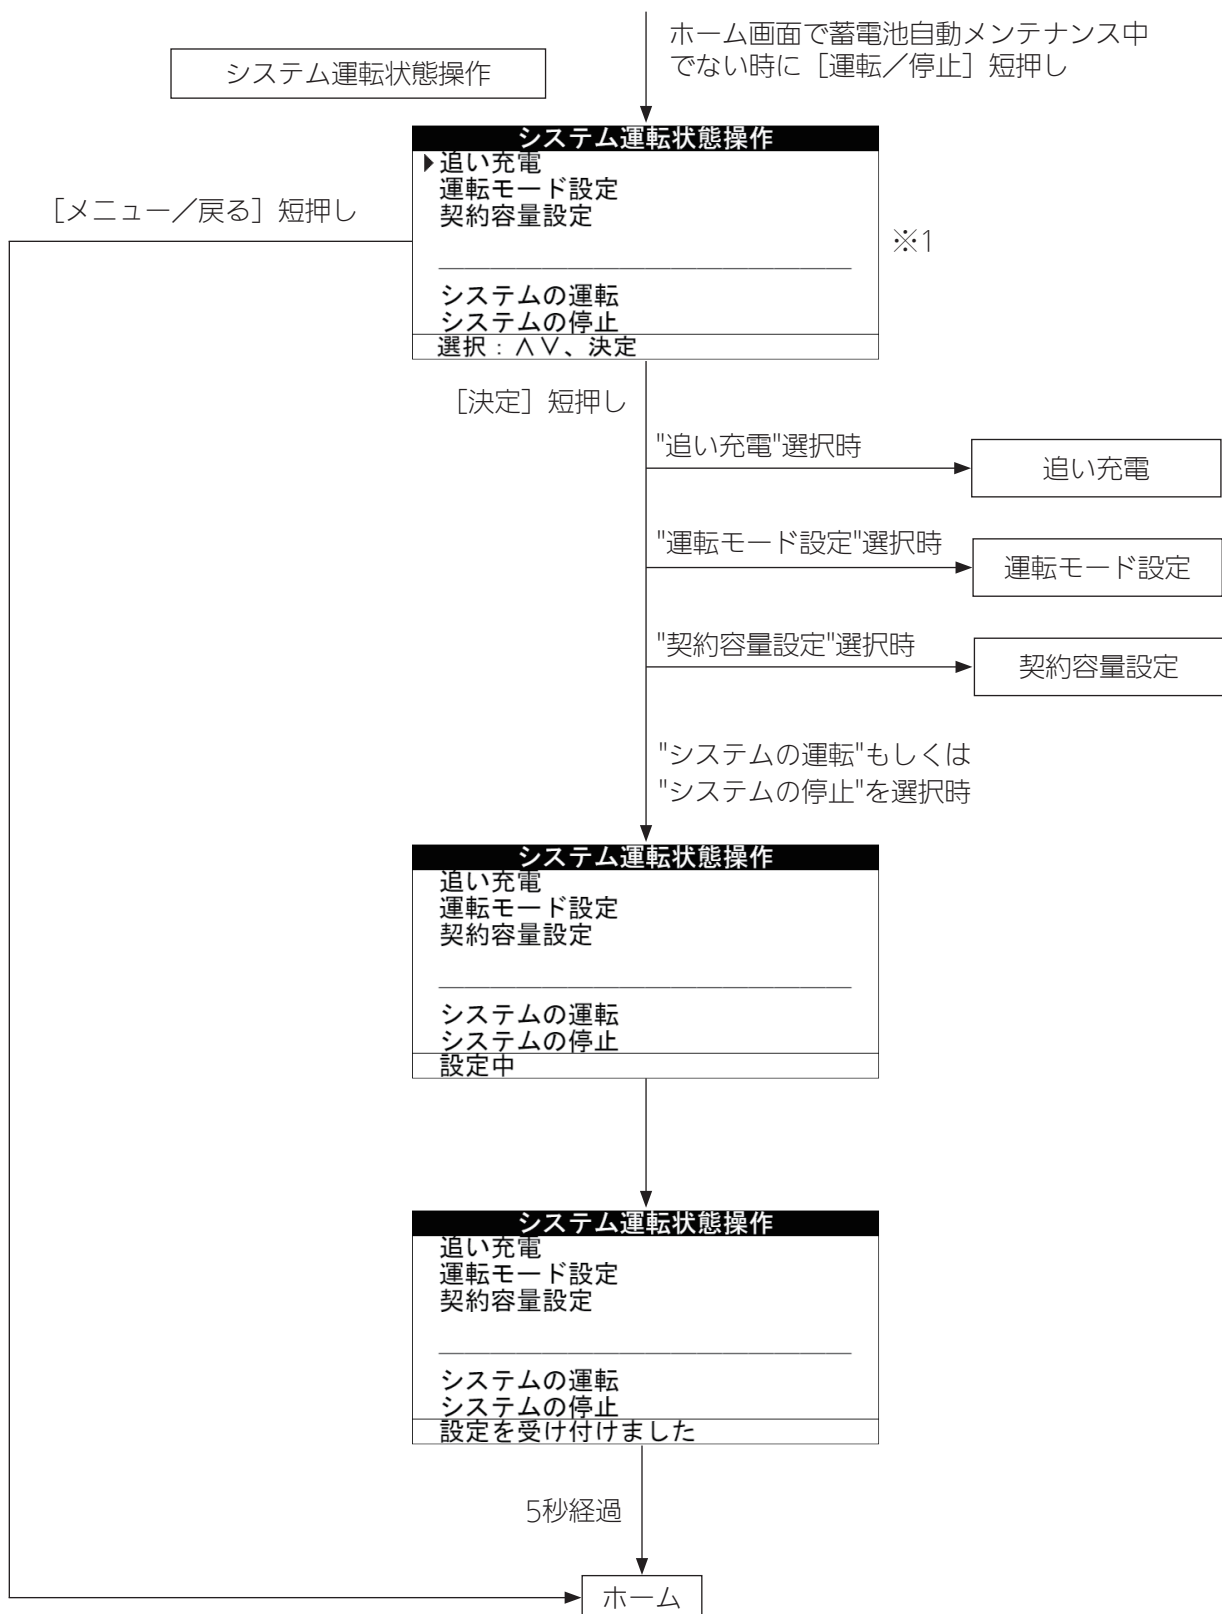 ホーム画面で蓄電池自動メンテナンス中
でない時に［運転／停止］短押し
システム運転状態操作
システム運転状態操作
▶追い充電
運転モード設定
契約容量設定
システムの運転
システムの停止
選択：∧∨、決定
［メニュー／戻る］短押し
※1
［決定］短押し
"追い充電"選択時
追い充電
"運転モード設定"選択時
運転モード設定
"契約容量設定"選択時
契約容量設定
"システムの運転"もしくは
"システムの停止"を選択時
システム運転状態操作
追い充電
運転モード設定
契約容量設定
システムの運転
システムの停止
設定中
システム運転状態操作
追い充電
運転モード設定
契約容量設定
システムの運転
システムの停止
設定を受け付けました
5秒経過
ホーム